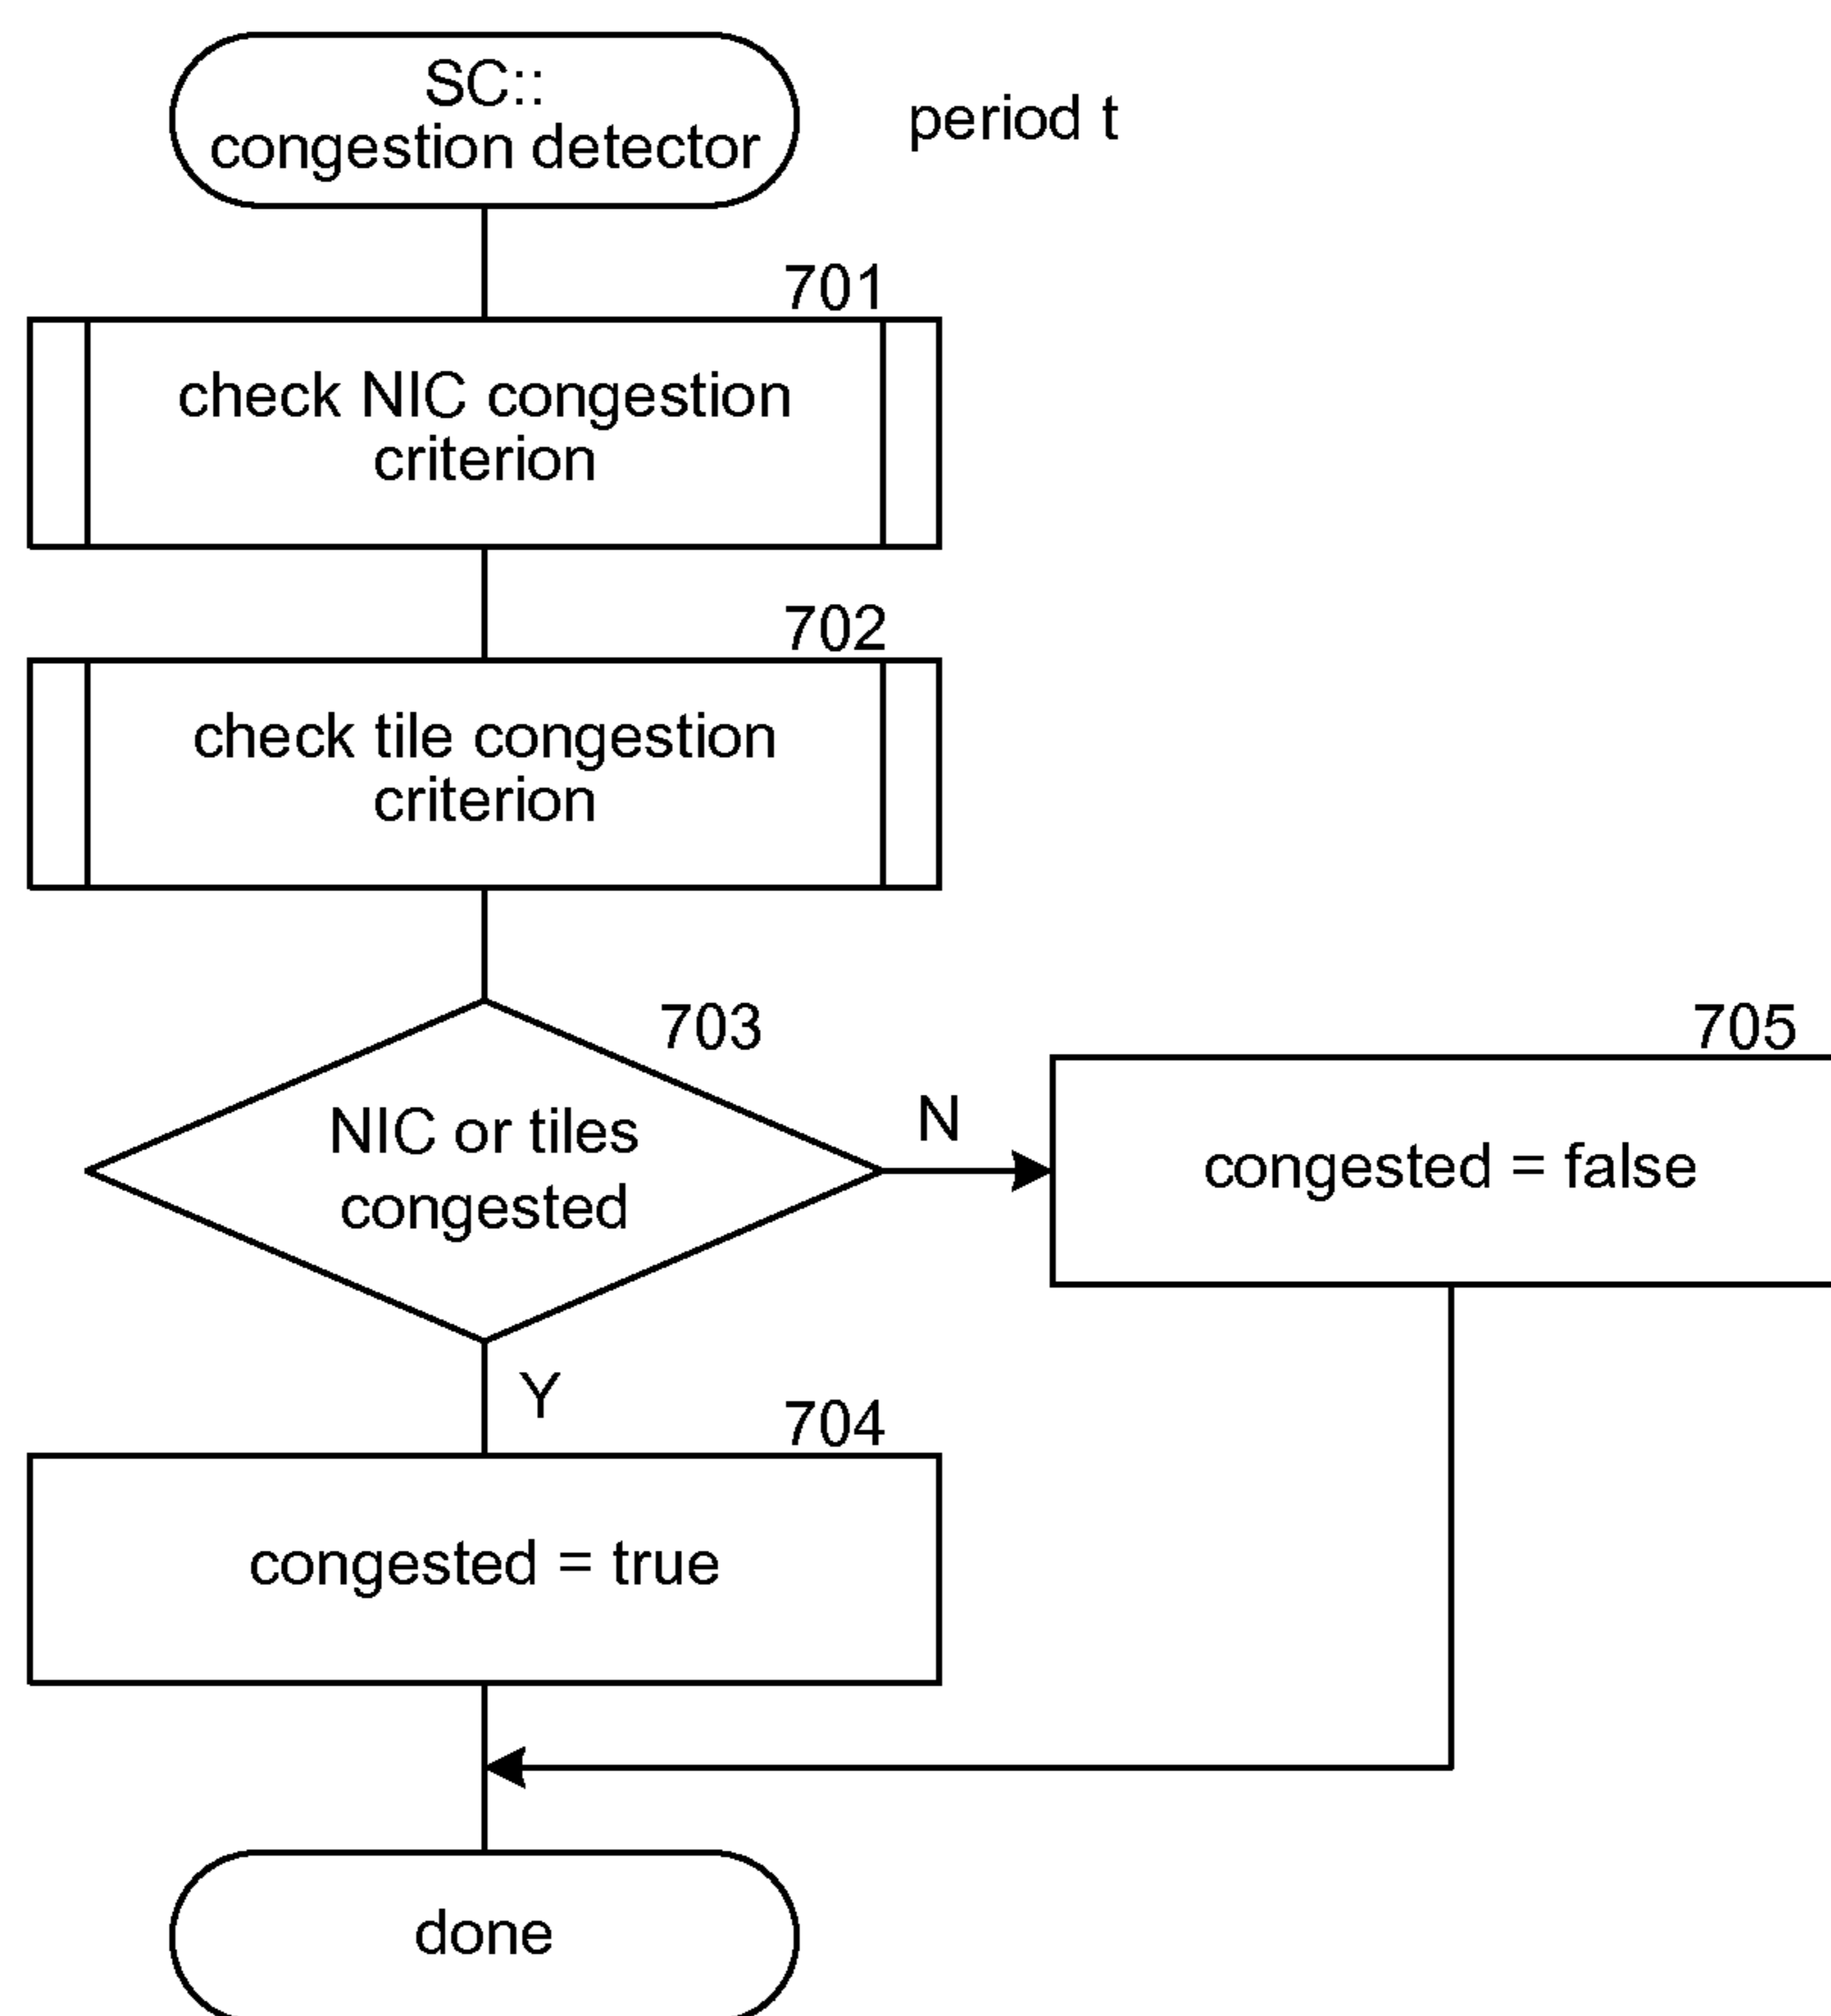 SC::
congestion detector
period t
701
check NIC congestion
criterion
702
check tile congestion
criterion
703
NIC or tiles
congested
N
705
congested = false
Y
704
congested = true
done